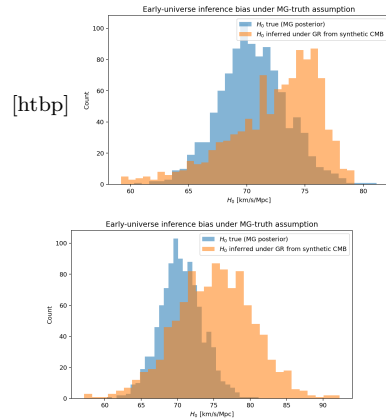 Early-universe inference bias under MG-truth assumption
H₀ true (MG posterior)
H₀ inferred under GR from synthetic CMB
100
80
60
40
20
0
Count
60
65
70
75
80
H₀ [km/s/Mpc]
[htbp]
Early-universe inference bias under MG-truth assumption
H₀ true (MG posterior)
H₀ inferred under GR from synthetic CMB
100
80
60
40
20
0
Count
60
65
70
75
80
85
90
H₀ [km/s/Mpc]